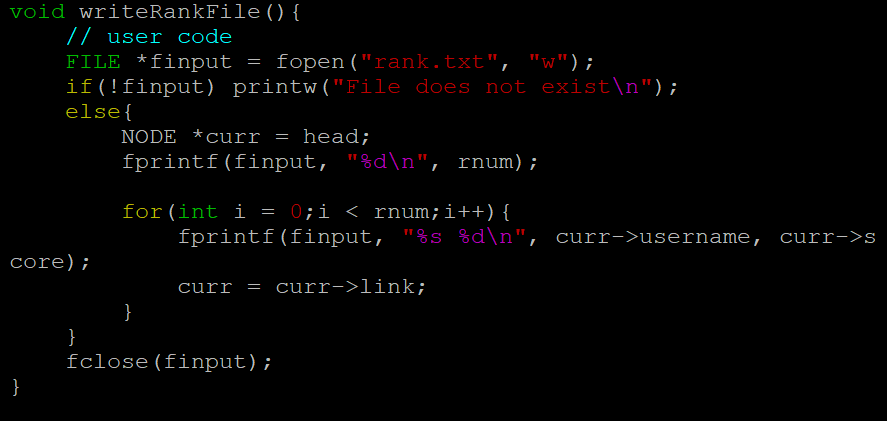 void writeRankFile(){
    // user code
    FILE *finput = fopen("rank.txt", "w");
    if(!finput) printw("File does not exist\n");
    else{
        NODE *curr = head;
        fprintf(finput, "%d\n", rnum);

        for(int i = 0;i < rnum;i++){
            fprintf(finput, "%s %d\n", curr->username, curr->s
core);
            curr = curr->link;
        }
    }
    fclose(finput);
}